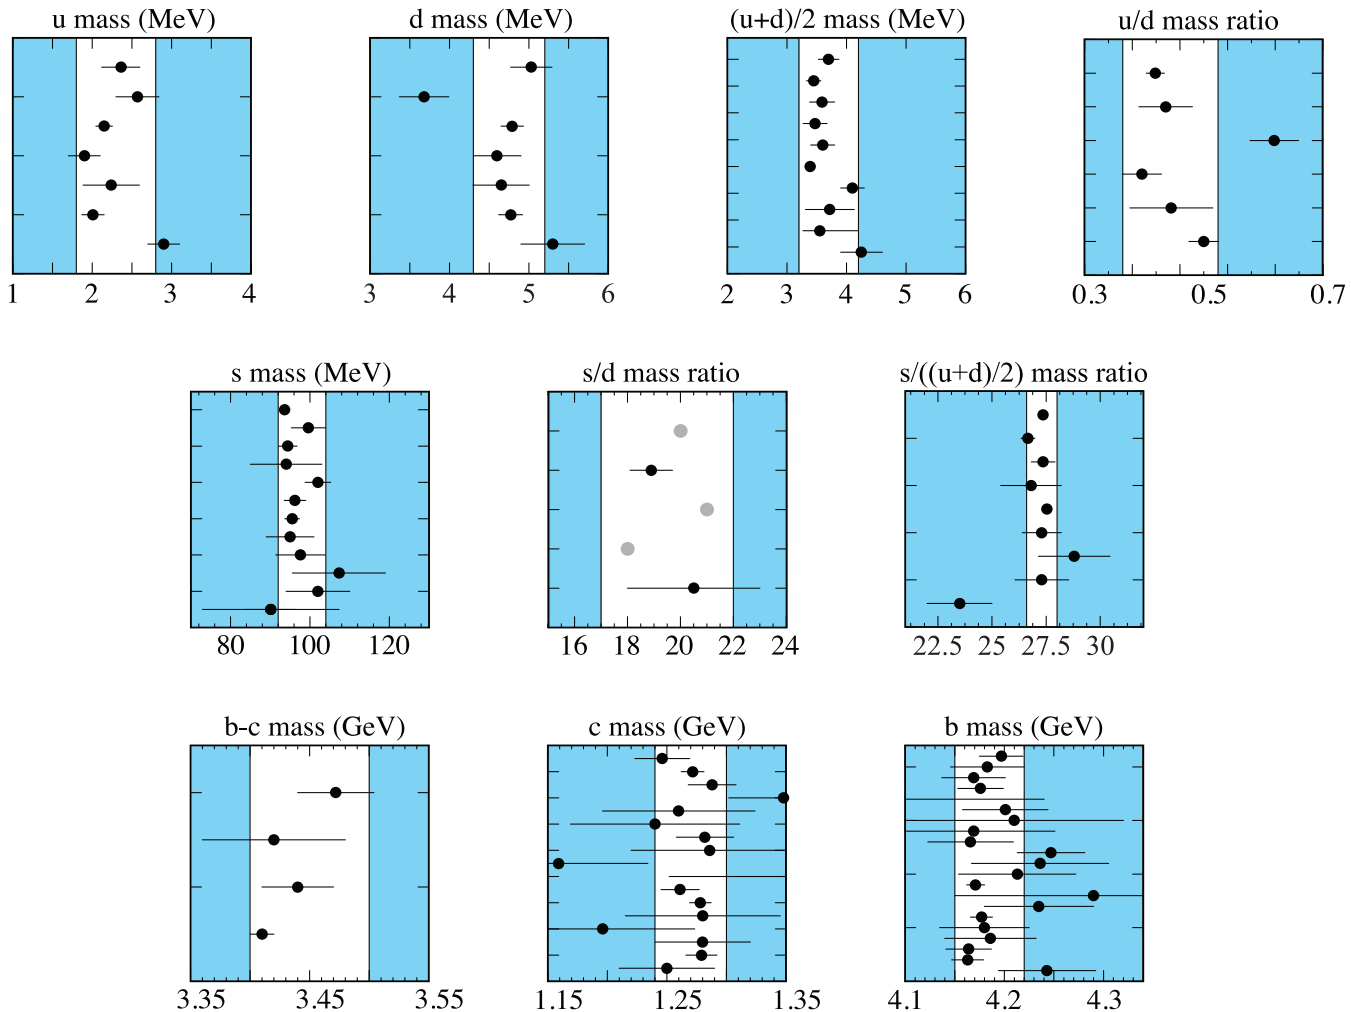 u mass (MeV)
d mass (MeV)
(u+d)/2 mass (MeV)
u/d mass ratio
1 2 3 4
3 4 5 6
2 3 4 5 6
0.3 0.5 0.7
s mass (MeV)
s/d mass ratio
s/((u+d)/2) mass ratio
80 100 120
16 18 20 22 24
22.5 25 27.5 30
b-c mass (GeV)
c mass (GeV)
b mass (GeV)
3.35 3.45 3.55
1.15 1.25 1.35
4.1 4.2 4.3